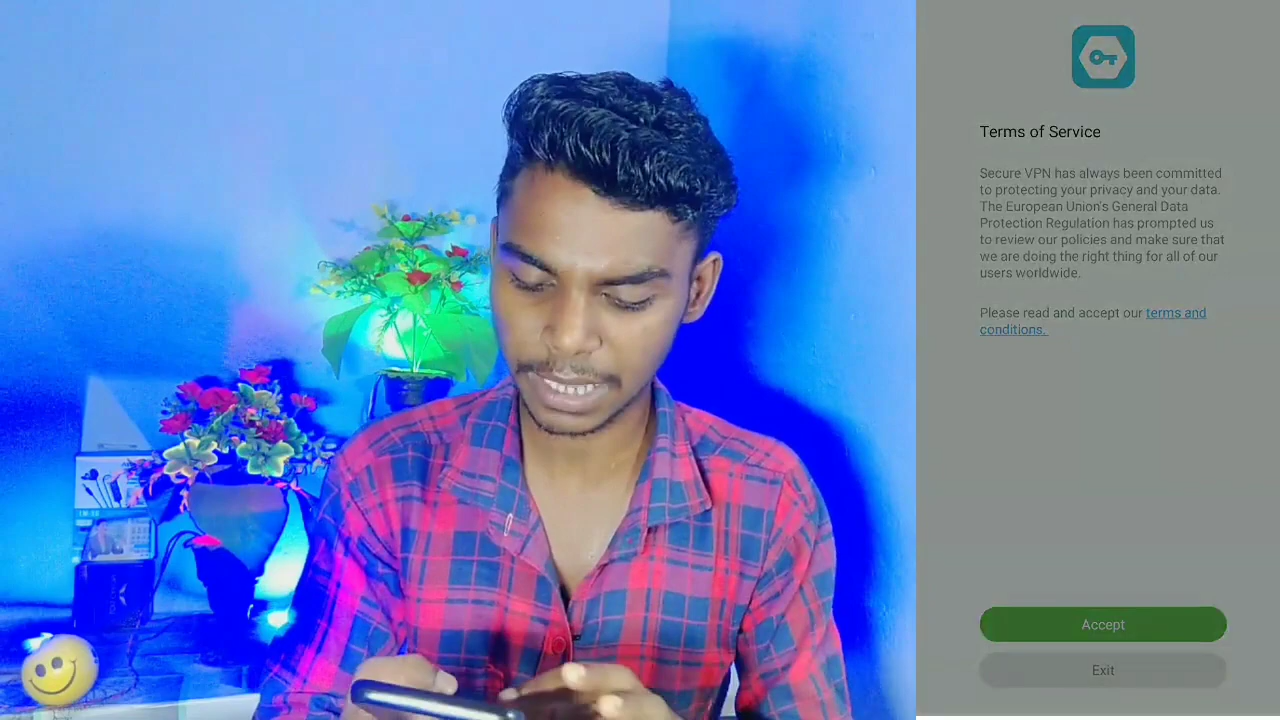 Terms of Service
Secure VPN has always been committed
to protecting your privacy and your data.
The European Union's General Data
Protection Regulation has prompted us
to review our policies and make sure that
we are doing the right thing for all of our
users worldwide.
Please read and accept our terms and
conditions.
Accept
Exit